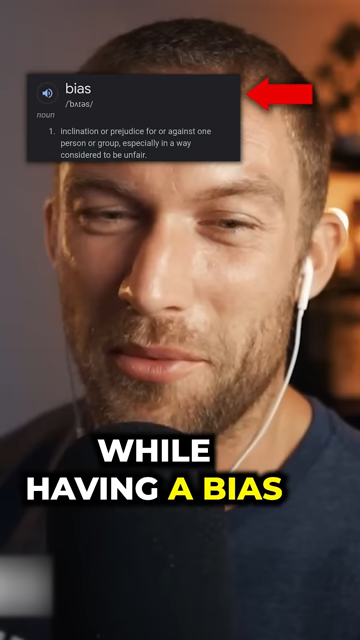 bias
/ˈbʌɪəs/
noun
1. inclination or prejudice for or against one
person or group, especially in a way
considered to be unfair.
WHILE
HAVING A BIAS